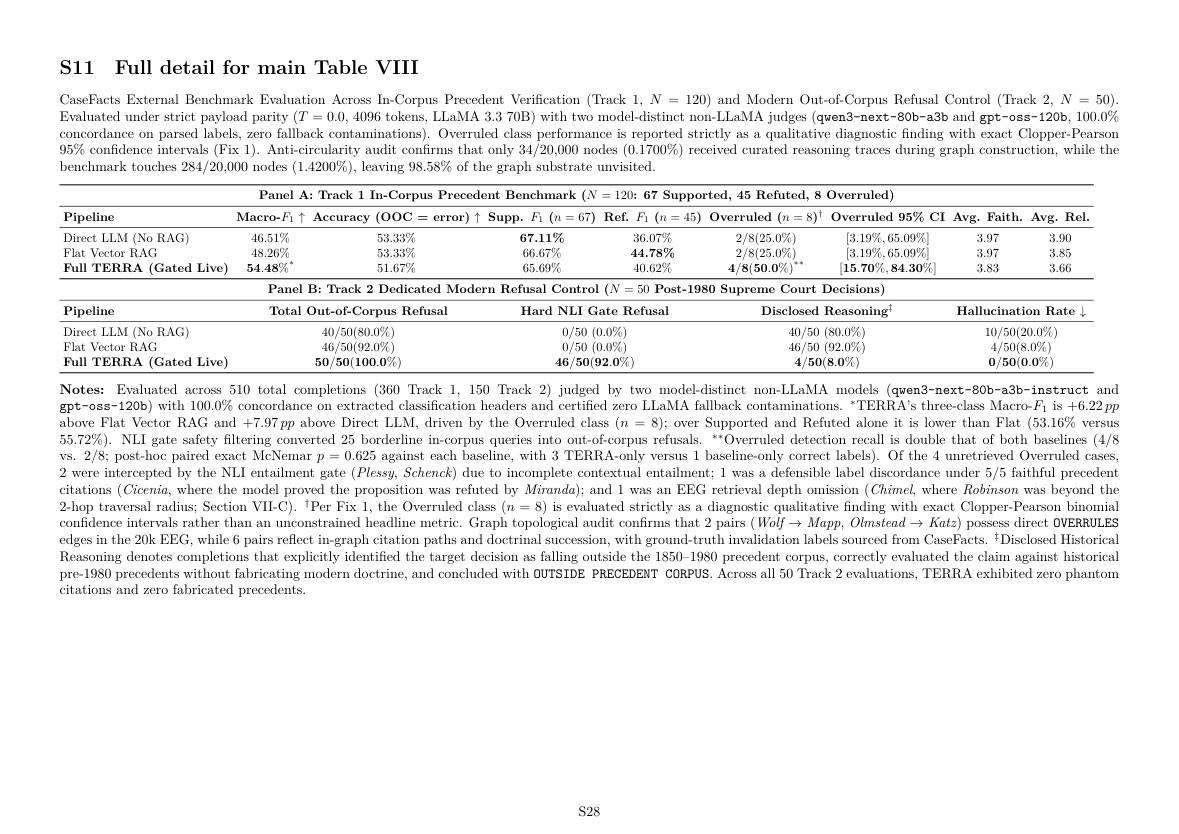 S11 Full detail for main Table VIII
CaseFacts External Benchmark Evaluation Across In-Corpus Precedent Verification (Track 1, N = 120) and Modern Out-of-Corpus Refusal Control (Track 2, N = 50).
Evaluated under strict payload parity (T = 0.0, 4096 tokens, LLaMA 3.3 70B) with two model-distinct non-LLaMA judges (qwen3-next-80b-a3b and gpt-oss-120b, 100.0%
concordance on parsed labels, zero fallback contaminations). Overruled class performance is reported strictly as a qualitative diagnostic finding with exact Clopper-Pearson
95% confidence intervals (Fix 1). Anti-circularity audit confirms that only 34/20,000 nodes (0.1700%) received curated reasoning traces during graph construction, while the
benchmark touches 284/20,000 nodes (1.4200%), leaving 98.58% of the graph substrate unvisited.
Panel A: Track 1 In-Corpus Precedent Benchmark (N = 120: 67 Supported, 45 Refuted, 8 Overruled)
Pipeline Macro-F₁ ↑ Accuracy (OOC = error) ↑ Supp. F₁ (n = 67) Ref. F₁ (n = 45) Overruled (n = 8)† Overruled 95% CI Avg. Faith. Avg. Rel.
Direct LLM (No RAG) 46.51% 53.33% 67.11% 36.07% 2/8(25.0%) [3.19%, 65.09%] 3.97 3.90
Flat Vector RAG 48.26% 53.33% 66.67% 44.78% 2/8(25.0%) [3.19%, 65.09%] 3.97 3.85
Full TERRA (Gated Live) 54.48%* 51.67% 65.69% 40.62% 4/8(50.0%)** [15.70%, 84.30%] 3.83 3.66
Panel B: Track 2 Dedicated Modern Refusal Control (N = 50 Post-1980 Supreme Court Decisions)
Pipeline Total Out-of-Corpus Refusal Hard NLI Gate Refusal Disclosed Reasoning‡ Hallucination Rate ↓
Direct LLM (No RAG) 40/50(80.0%) 0/50 (0.0%) 40/50 (80.0%) 10/50(20.0%)
Flat Vector RAG 46/50(92.0%) 0/50 (0.0%) 46/50 (92.0%) 4/50(8.0%)
Full TERRA (Gated Live) 50/50(100.0%) 46/50(92.0%) 4/50(8.0%) 0/50(0.0%)
Notes: Evaluated across 510 total completions (360 Track 1, 150 Track 2) judged by two model-distinct non-LLaMA models (qwen3-next-80b-a3b-instruct and
gpt-oss-120b) with 100.0% concordance on extracted classification headers and certified zero LLaMA fallback contaminations. *TERRA's three-class Macro-F₁ is +6.22 pp
above Flat Vector RAG and +7.97 pp above Direct LLM, driven by the Overruled class (n = 8); over Supported and Refuted alone it is lower than Flat (53.16% versus
55.72%). NLI gate safety filtering converted 25 borderline in-corpus queries into out-of-corpus refusals. **Overruled detection recall is double that of both baselines (4/8
vs. 2/8; post-hoc paired exact McNemar p = 0.625 against each baseline, with 3 TERRA-only versus 1 baseline-only correct labels). Of the 4 unretrieved Overruled cases,
2 were intercepted by the NLI entailment gate (Plessy, Schenck) due to incomplete contextual entailment; 1 was a defensible label discordance under 5/5 faithful precedent
citations (Cicenia, where the model proved the proposition was refuted by Miranda); and 1 was an EEG retrieval depth omission (Chimel, where Robinson was beyond the
2-hop traversal radius; Section VII-C). †Per Fix 1, the Overruled class (n = 8) is evaluated strictly as a diagnostic qualitative finding with exact Clopper-Pearson binomial
confidence intervals rather than an unconstrained headline metric. Graph topological audit confirms that 2 pairs (Wolf → Mapp, Olmstead → Katz) possess direct OVERRULES
edges in the 20k EEG, while 6 pairs reflect in-graph citation paths and doctrinal succession, with ground-truth invalidation labels sourced from CaseFacts. ‡Disclosed Historical
Reasoning denotes completions that explicitly identified the target decision as falling outside the 1850–1980 precedent corpus, correctly evaluated the claim against historical
pre-1980 precedents without fabricating modern doctrine, and concluded with OUTSIDE PRECEDENT CORPUS. Across all 50 Track 2 evaluations, TERRA exhibited zero phantom
citations and zero fabricated precedents.
S28